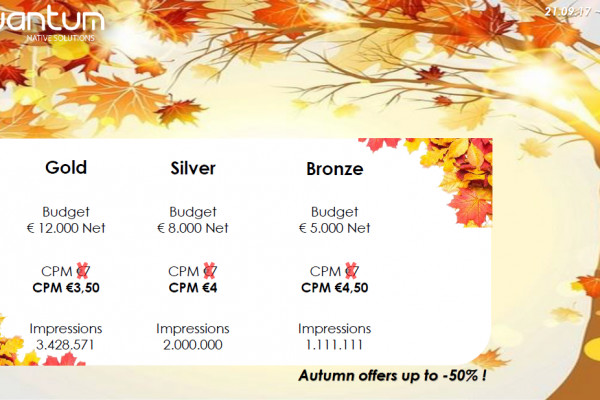 uantum
NATIVE SOLUTIONS
21.09.17 -
Gold
Budget
€ 12.000 Net
CPM €7
CPM €3,50
Impressions
3.428.571
Silver
Budget
€ 8.000 Net
CPM €7
CPM €4
Impressions
2.000.000
Bronze
Budget
€ 5.000 Net
CPM €7
CPM €4,50
Impressions
1.111.111
Autumn offers up to -50% !